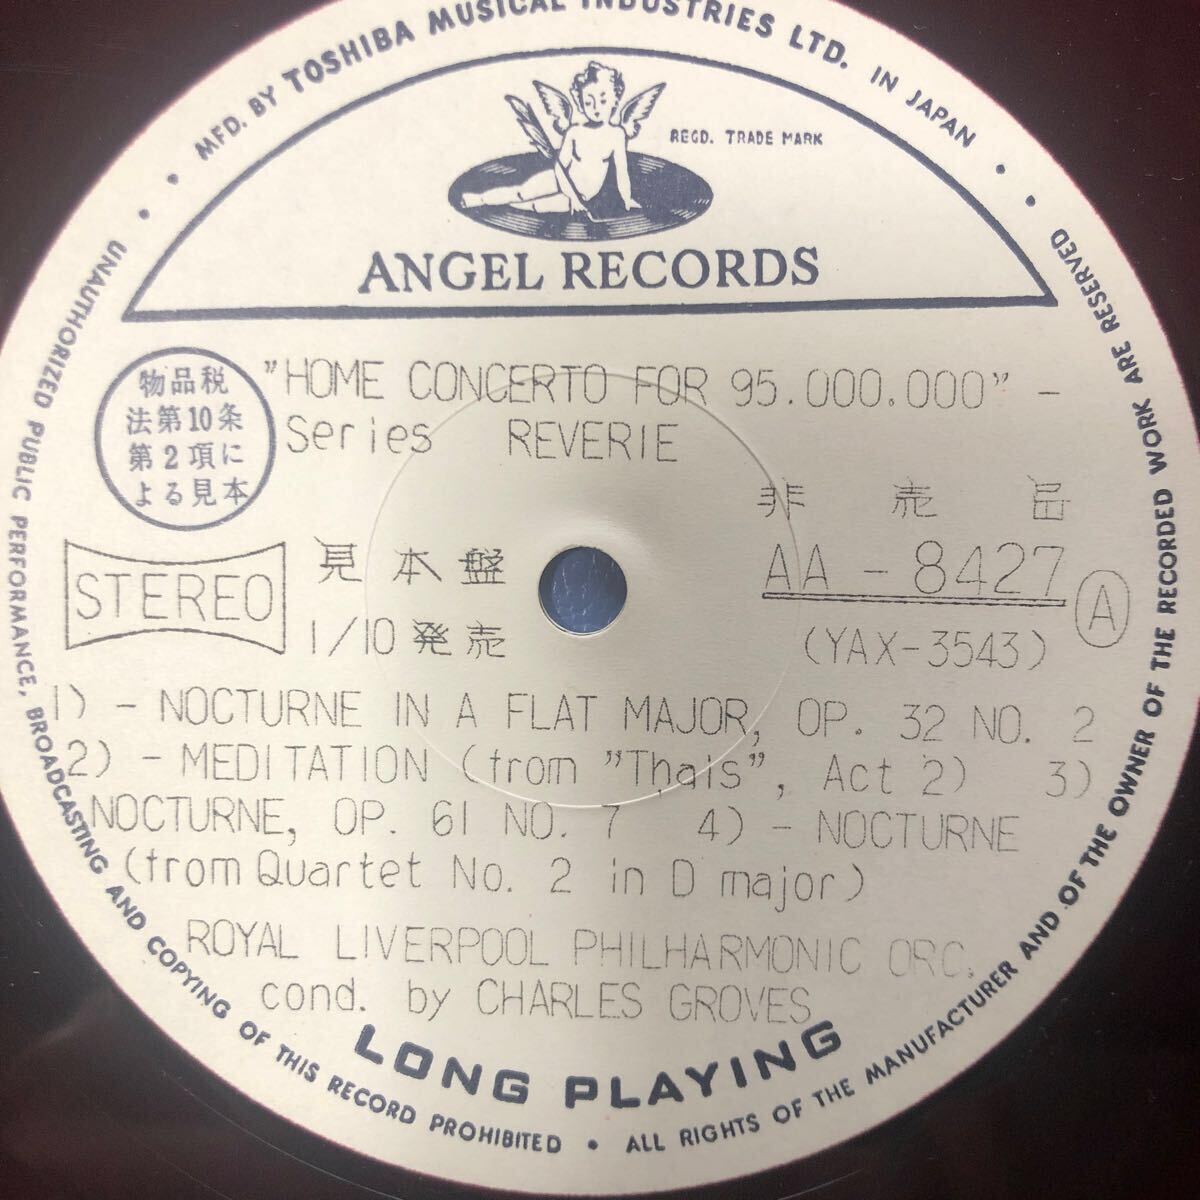 MFD. BY TOSHIBA MUSICAL INDUSTRIES LTD. IN JAPAN
REGD. TRADE MARK
ANGEL RECORDS
物品税
法第10条
第2項に
よる見本
"HOME CONCERTO FOR 95.000.000" -
Series REVERIE
非売品
STEREO
見本盤
1/10発売
AA - 8427
(YAX-3543)
A
1) - NOCTURNE IN A FLAT MAJOR, OP. 32 NO. 2
2) - MEDITATION (from "Thais", Act 2) 3)
NOCTURNE, OP. 61 NO. 7 4) - NOCTURNE
(from Quartet No. 2 in D major)
ROYAL LIVERPOOL PHILHARMONIC ORC.
cond. by CHARLES GROVES
LONG PLAYING
UNAUTHORIZED PUBLIC PERFORMANCE, BROADCASTING AND COPYING OF THIS RECORD PROHIBITED • ALL RIGHTS OF THE MANUFACTURER AND OF THE OWNER OF THE RECORDED WORK ARE RESERVED